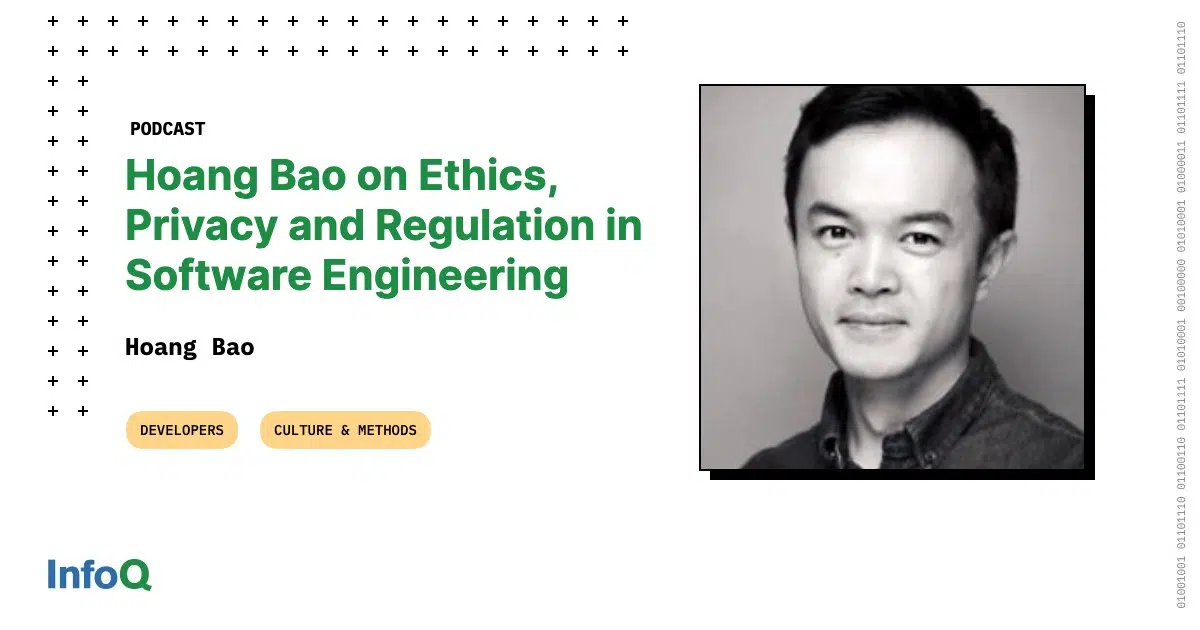 PODCAST
Hoang Bao on Ethics,
Privacy and Regulation in
Software Engineering
Hoang Bao
DEVELOPERS
CULTURE & METHODS
InfoQ
01001001 01101110 01100110 01101111 01010001 00100000 01010001 01000011 01101111 01101110